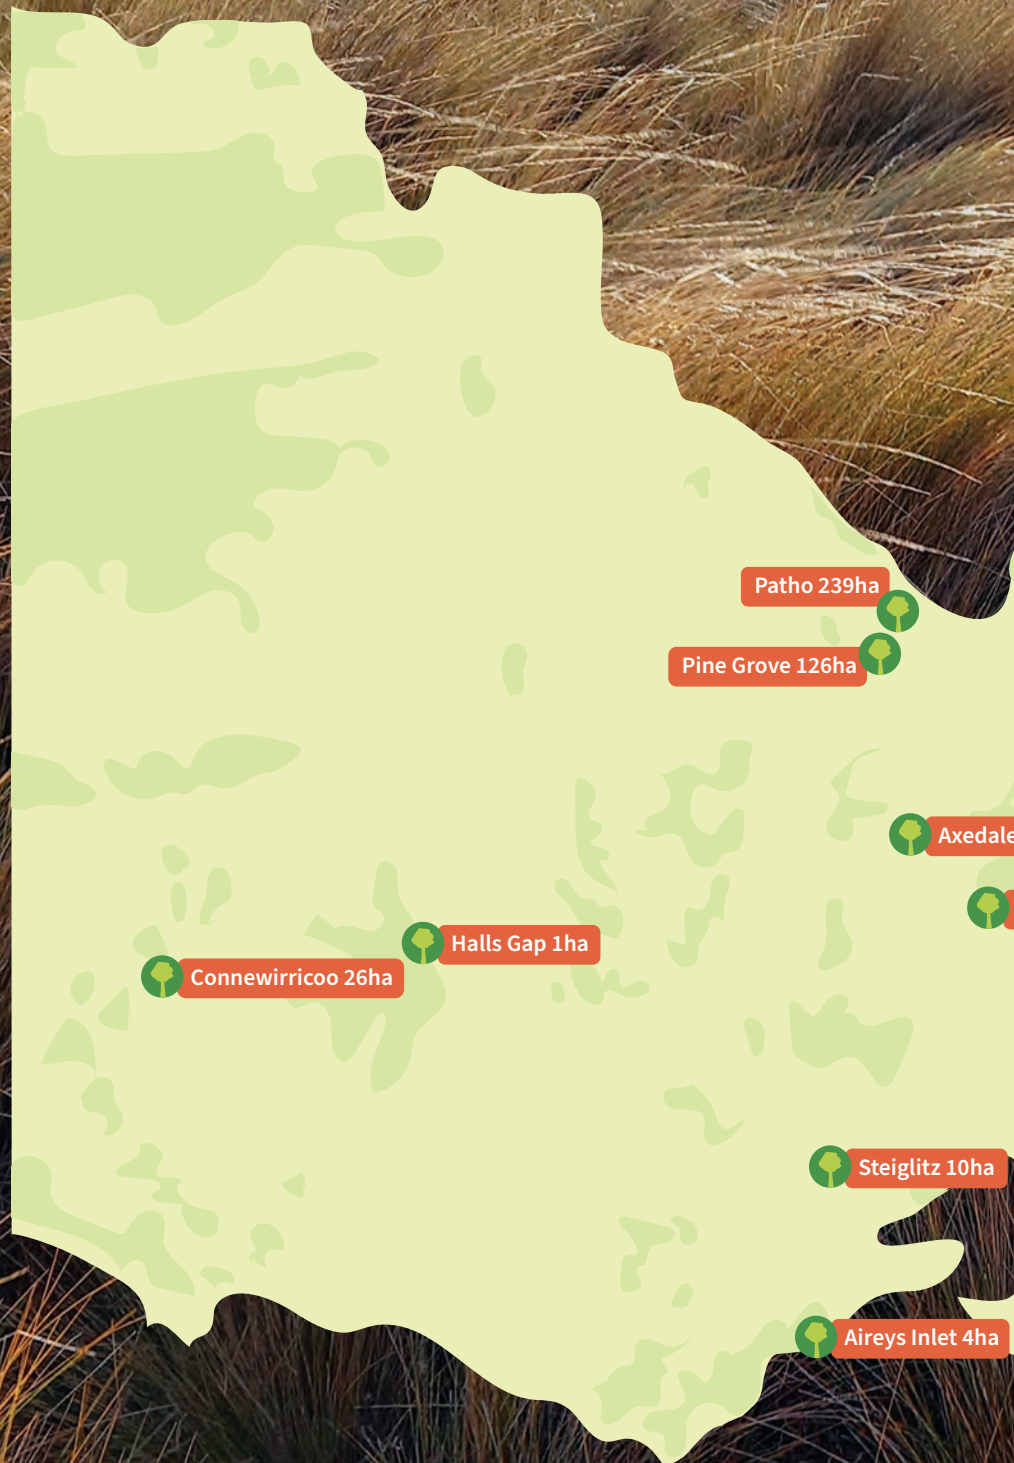 Patho 239ha
Pine Grove 126ha
Axedale
Halls Gap 1ha
Connewirricoo 26ha
Steiglitz 10ha
Aireys Inlet 4ha